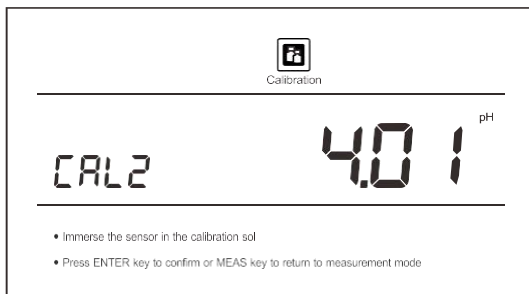 Calibration
pH
CAL2 4.01
• Immerse the sensor in the calibration sol
• Press ENTER key to confirm or MEAS key to return to measurement mode